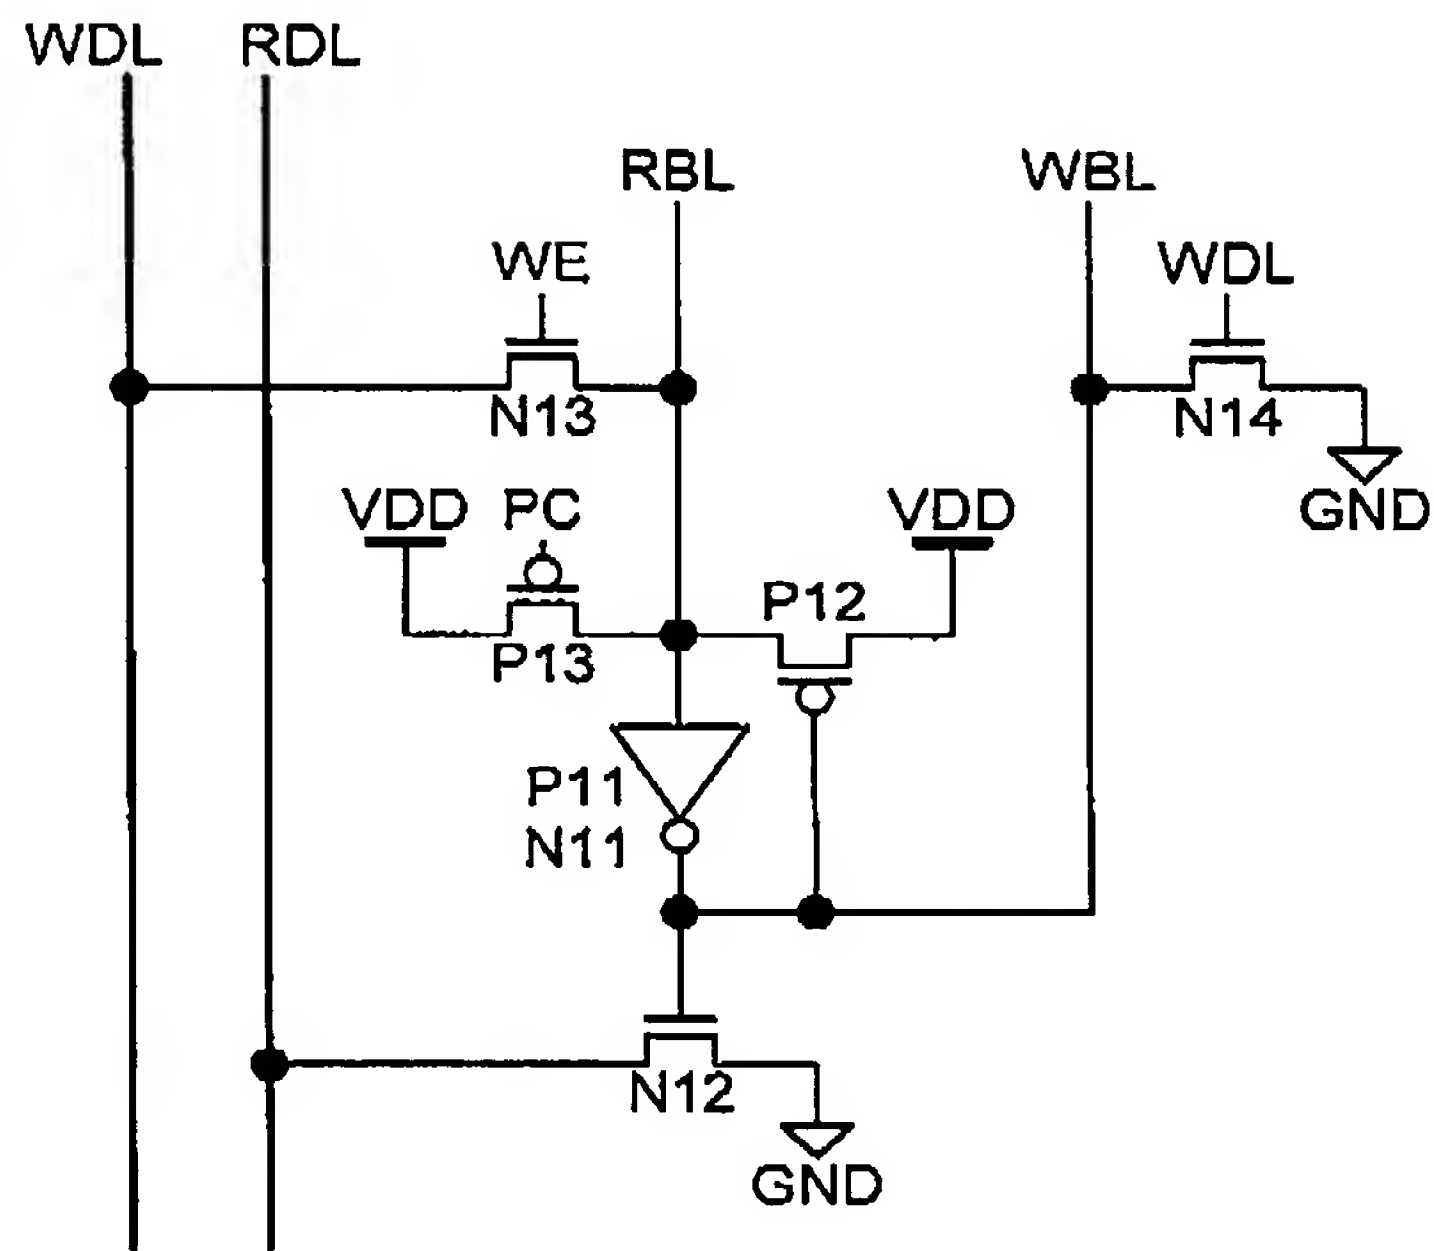 WDL RDL
RBL WBL
WE WDL
N13 N14
VDD PC VDD GND
P12
P13
P11
N11
N12
GND